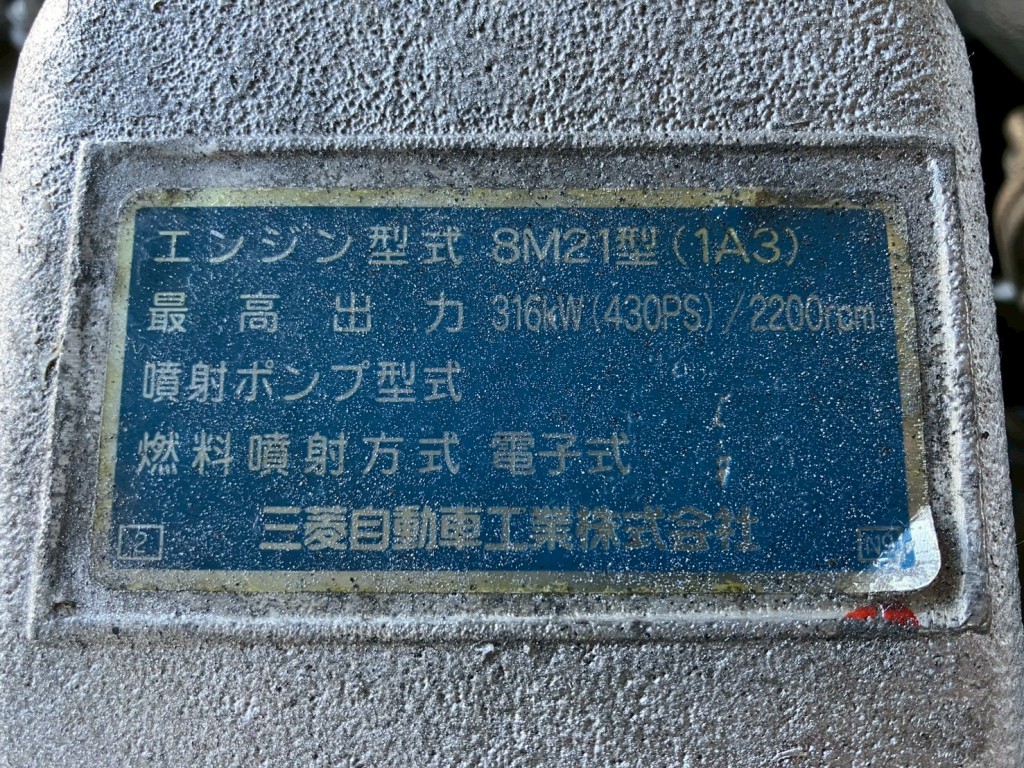 エンジン型式 8M21型(1A3)
最高出力 316kW(430PS)/2200rpm
噴射ポンプ型式
燃料噴射方式 電子式
三菱自動車工業株式会社
2